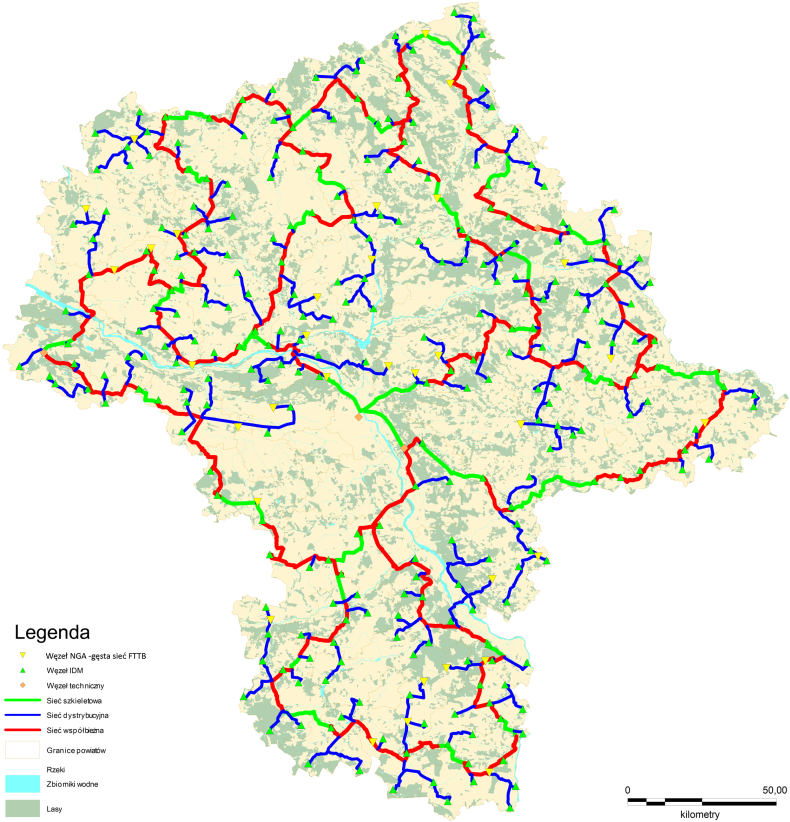 Legenda
Węzeł NGA -gęsta sieć FTTB
Węzeł IDM
Węzeł techniczny
Sieć szkieletowa
Sieć dystrybucyjna
Sieć współbieżna
Granice powiatów
Rzeki
Zbiorniki wodne
Lasy
0 50,00
kilometry